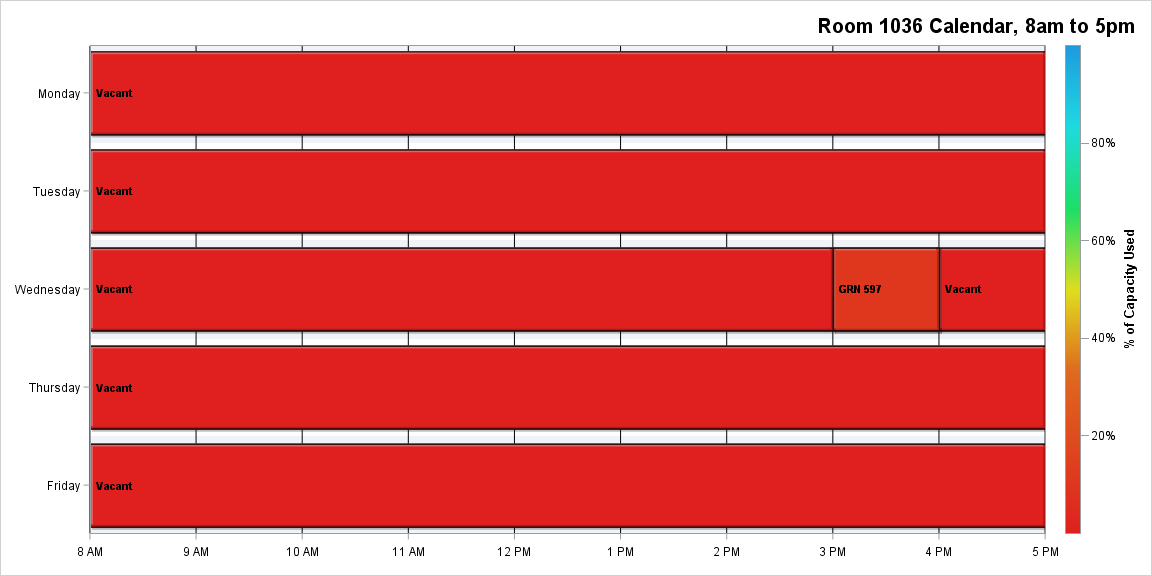 Room 1036 Calendar, 8am to 5pm
Monday
Vacant
Tuesday
Vacant
Wednesday
Vacant
GRN 597
Vacant
Thursday
Vacant
Friday
Vacant
8 AM
9 AM
10 AM
11 AM
12 PM
1 PM
2 PM
3 PM
4 PM
5 PM
80%
60%
40%
20%
% of Capacity Used